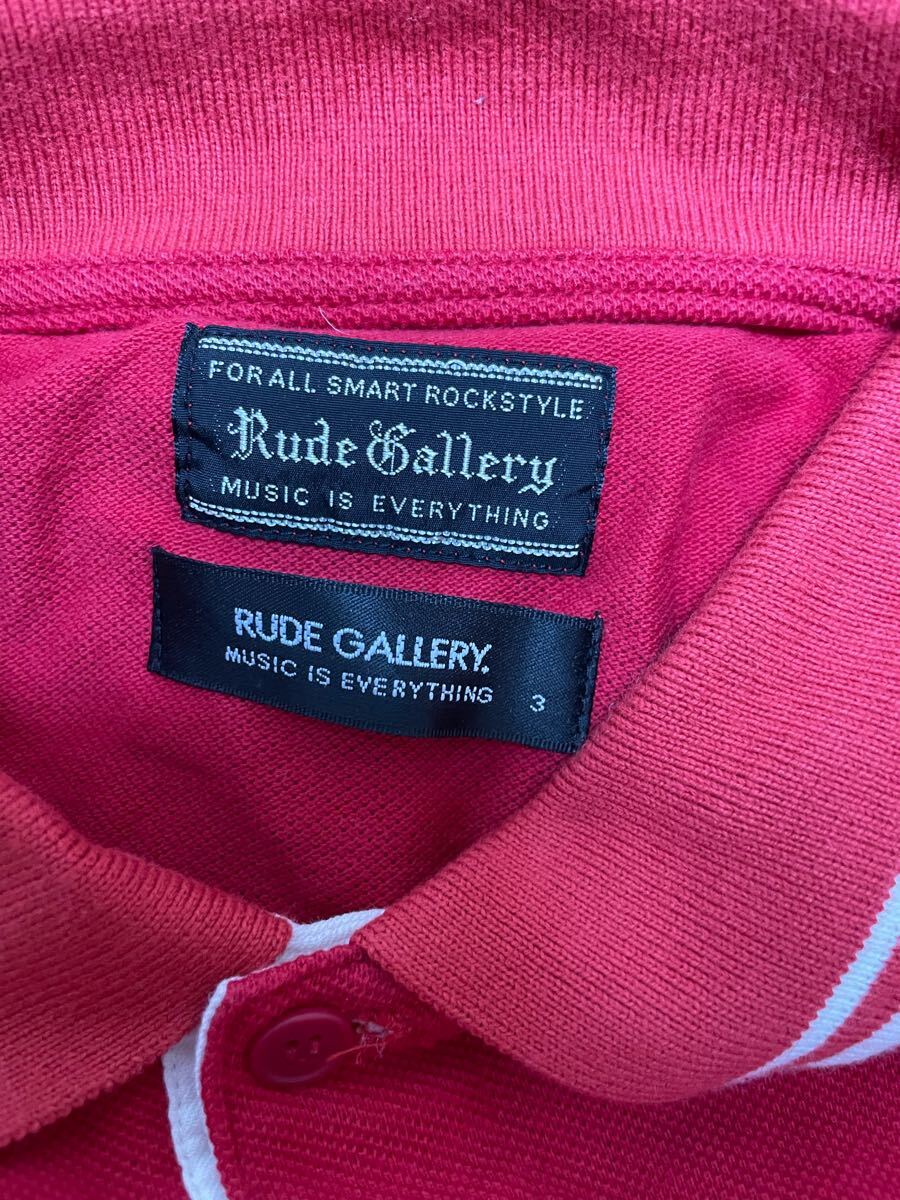 FOR ALL SMART ROCKSTYLE
Rude Gallery
MUSIC IS EVERYTHING
RUDE GALLERY.
MUSIC IS EVERYTHING 3